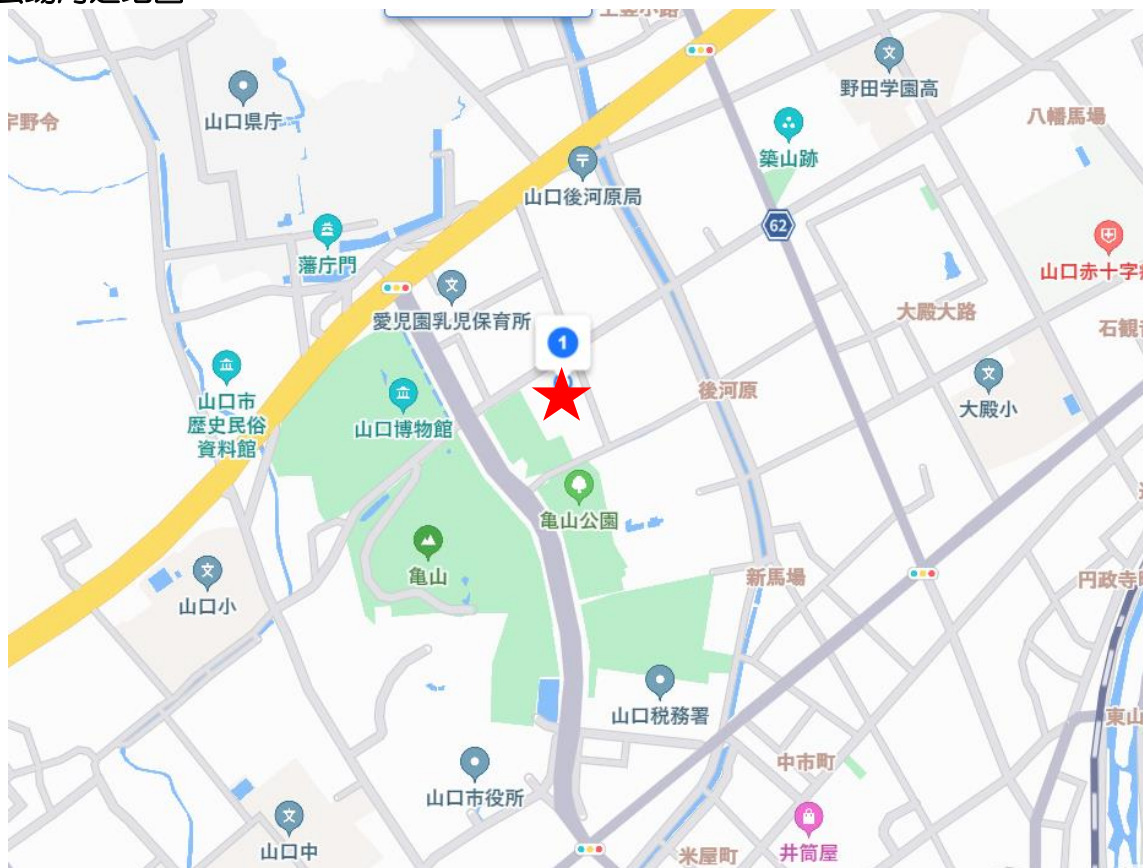 会場周辺地図
上竪小路
野田学園高
山口県庁
宇野令
八幡馬場
築山跡
山口後河原局
62
藩庁門
山口赤十字
愛児園乳児保育所
大殿大路
石観
1
山口市
歴史民俗
資料館
山口博物館
後河原
大殿小
亀山公園
亀山
新馬場
円政寺
山口小
山口税務署
東山
中市町
山口市役所
山口中
米屋町
井筒屋